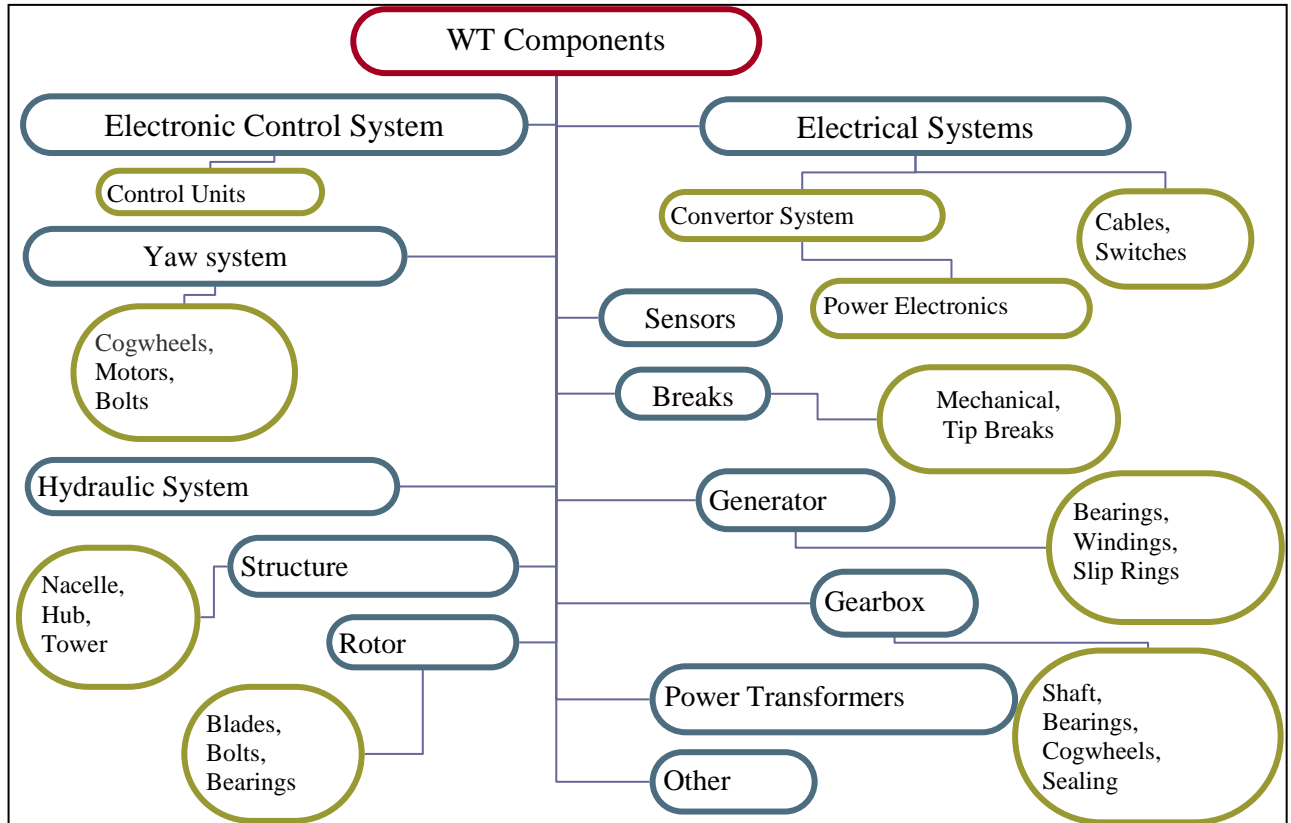 WT Components
Electronic Control System
Electrical Systems
Control Units
Convertor System
Cables,
Switches
Yaw system
Power Electronics
Sensors
Cogwheels,
Motors,
Bolts
Breaks
Mechanical,
Tip Breaks
Hydraulic System
Generator
Bearings,
Windings,
Slip Rings
Structure
Nacelle,
Hub,
Tower
Gearbox
Rotor
Power Transformers
Shaft,
Bearings,
Cogwheels,
Sealing
Blades,
Bolts,
Bearings
Other